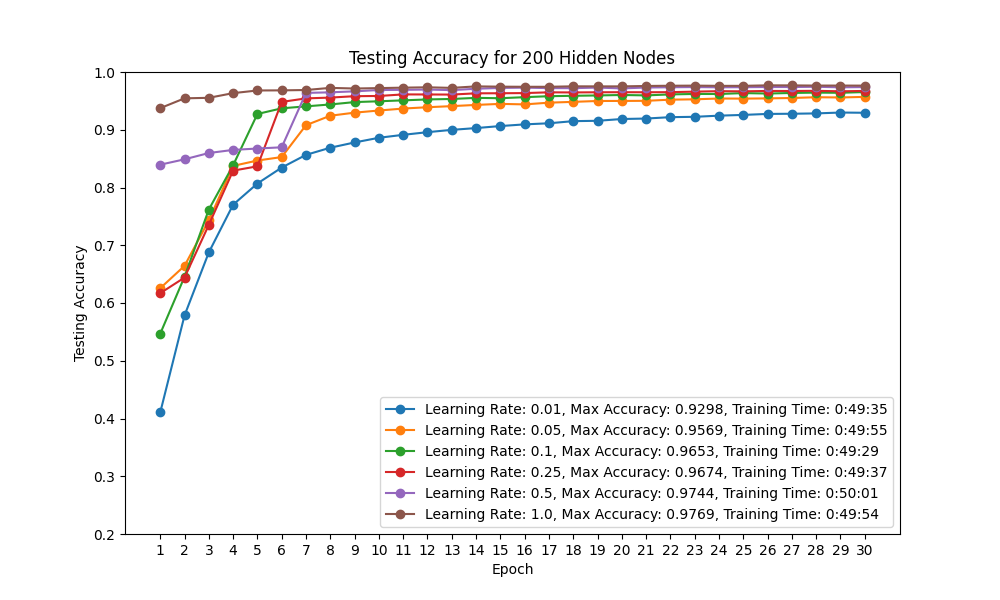 Testing Accuracy for 200 Hidden Nodes
Testing Accuracy
1.0
0.9
0.8
0.7
0.6
0.5
0.4
0.3
0.2
Learning Rate: 0.01, Max Accuracy: 0.9298, Training Time: 0:49:35
Learning Rate: 0.05, Max Accuracy: 0.9569, Training Time: 0:49:55
Learning Rate: 0.1, Max Accuracy: 0.9653, Training Time: 0:49:29
Learning Rate: 0.25, Max Accuracy: 0.9674, Training Time: 0:49:37
Learning Rate: 0.5, Max Accuracy: 0.9744, Training Time: 0:50:01
Learning Rate: 1.0, Max Accuracy: 0.9769, Training Time: 0:49:54
1 2 3 4 5 6 7 8 9 10 11 12 13 14 15 16 17 18 19 20 21 22 23 24 25 26 27 28 29 30
Epoch